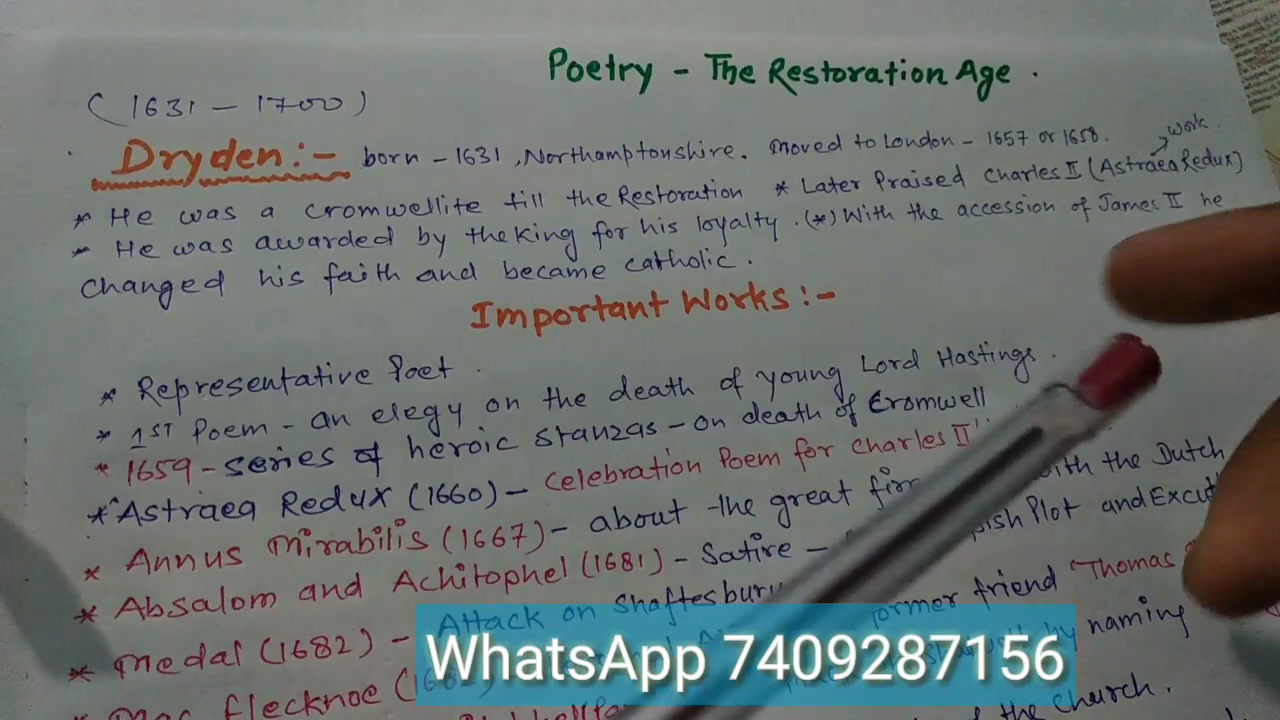 Poetry - The Restoration Age .
(1631 - 1700)
Dryden :- born - 1631 , Northamptonshire. Moved to London - 1657 or 1658.
work.
* He was a cromwellite till the Restoration * Later Praised Charles II (Astraea Redux)
* He was awarded by the king for his loyalty . (*) With the accession of James II he
changed his faith and became catholic .
Important Works :-
* Representative Poet .
* 1ST Poem - an elegy on the death of young Lord Hastings .
* 1659 - series of heroic stanzas - on death of Cromwell
* "Astraea Redux (1660) - celebration Poem for Charles II"
* Annus Mirabilis (1667) - about the great with the Dutch
* Absalom and Achitophel (1681) - Satire - Plot and
* Medal (1682) - Attack on Shaftesbury friend "Thomas
Flecknoe by naming
the church .
WhatsApp 7409287156